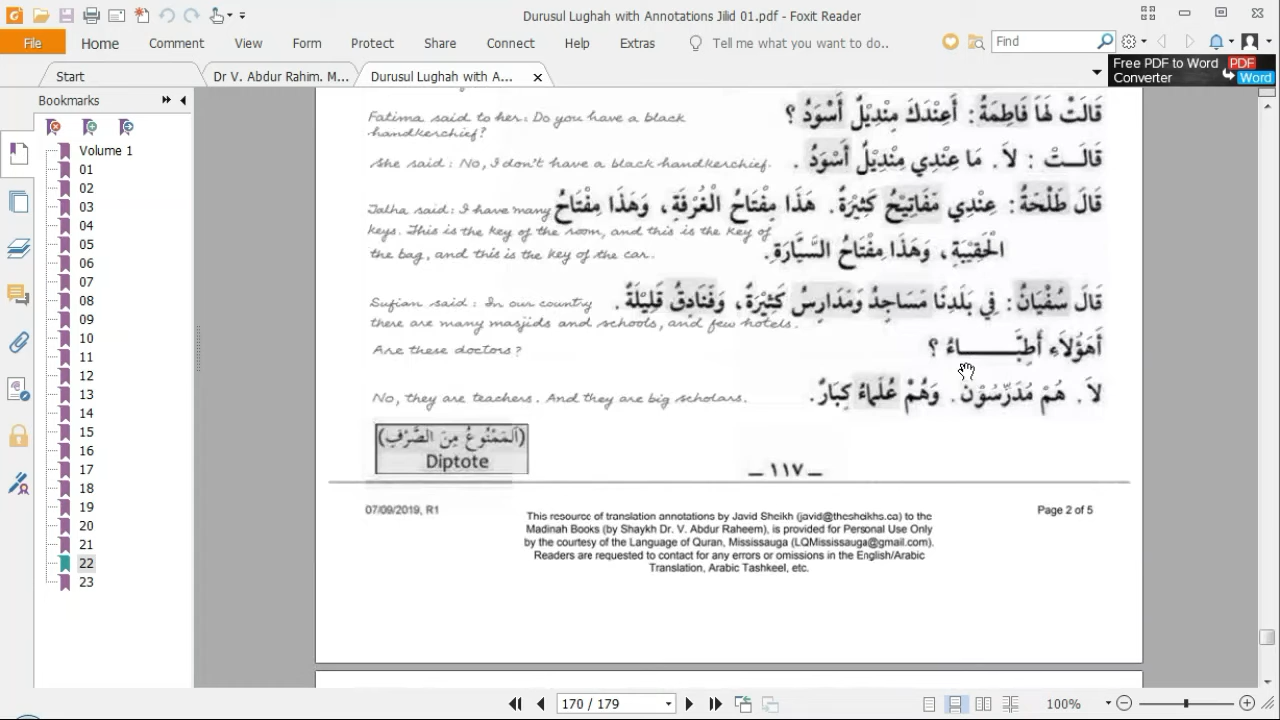 Durusul Lughah with Annotations Jilid 01.pdf - Foxit Reader
File Home Comment View Form Protect Share Connect Help Extras Tell me what you want to do.. Find
Start Dr V. Abdur Rahim. M... Durusul Lughah with A... Free PDF to Word PDF
Converter Word
Bookmarks
Volume 1
01
02
03
04
05
06
07
08
09
10
11
12
13
14
15
16
17
18
19
20
21
22
23
قَالَتْ لَهَا فَاطِمَةُ : أَعِنْدَكَ مِنْدِيْلٌ أَسْوَدُ ؟
Fatima said to her: Do you have a black
handkerchief?
قَالَــتْ : لاَ. مَا عِنْدِي مِنْدِيْلٌ أَسْوَدُ .
She said: No, I don't have a black handkerchief.
قَالَ طَلْحَةُ : عِنْدِي مَفَاتِيْحُ كَثِيْرَةٌ. هَذَا مِفْتَاحُ الْغُرْفَةِ، وَهَذَا مِفْتَاحُ
Talha said: I have many
keys. This is the key of the room, and this is the key of
الْحَقِيْبَةِ، وَهَذَا مِفْتَاحُ السَّيَّارَةِ.
the bag, and this is the key of the car.
قَالَ سُفْيَانُ : فِي بَلَدِنَا مَسَاجِدُ وَمَدَارِسُ كَثِيْرَةٌ، وَفَنَادِقُ قَلِيْلَةٌ .
Sufian said: In our country
there are many masjids and schools, and few hotels.
أَهَؤُلاَءِ أَطِبَّــــــاءُ ؟
Are these doctors?
لاَ. هُمْ مُدَرِّسُوْنَ. وَهُمْ عُلَمَاءُ كِبَارٌ.
No, they are teachers. And they are big scholars.
(اَلْمَمْنُوعُ مِنَ الصَّرْفِ)
Diptote
– ١١٧ –
07/09/2019, R1
This resource of translation annotations by Javid Sheikh (javid@thesheikhs.ca) to the
Madinah Books (by Shaykh Dr. V. Abdur Raheem), is provided for Personal Use Only
by the courtesy of the Language of Quran, Mississauga (LQMississauga@gmail.com).
Readers are requested to contact for any errors or omissions in the English/Arabic
Translation, Arabic Tashkeel, etc.
Page 2 of 5
170 / 179
100%